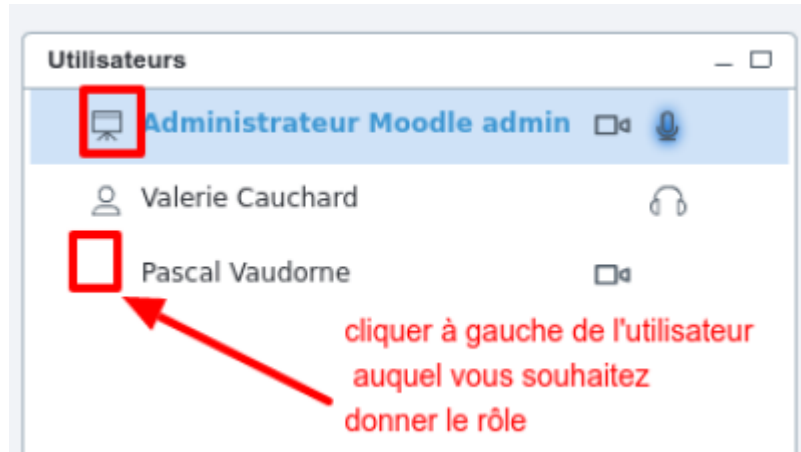 Utilisateurs
Administrateur Moodle admin
Valerie Cauchard
Pascal Vaudorne
cliquer à gauche de l'utilisateur
auquel vous souhaitez
donner le rôle